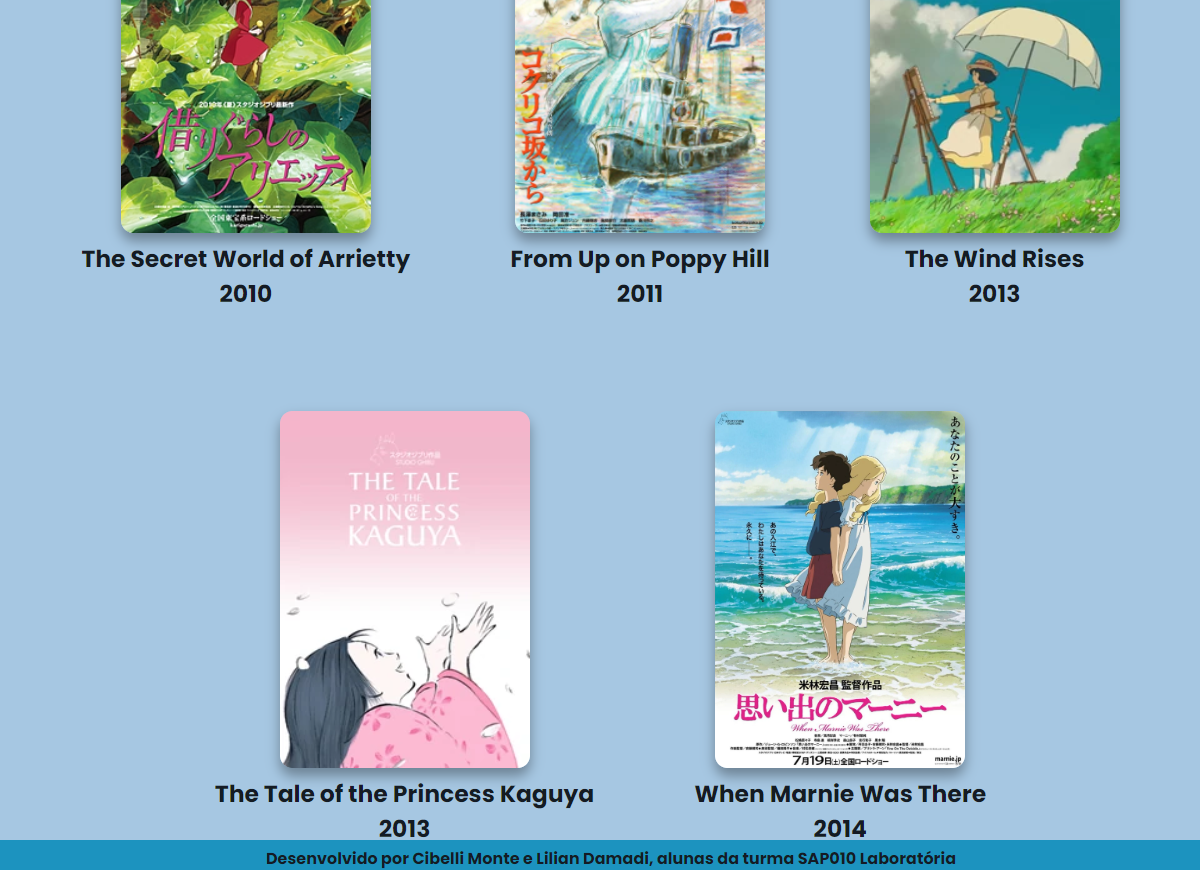 2010年《夏》スタジオジブリ最新作
借りぐらしの
アリエッティ
全国東宝系ロードショー
コクリコ坂から
The Secret World of Arrietty
2010
From Up on Poppy Hill
2011
The Wind Rises
2013
スタジオジブリ作品
STUDIO GHIBLI
THE TALE
OF THE
PRINCESS
KAGUYA
あなたのことが大すき。
あの入江で、
わたしはあなたを待っている。
永久に——。
米林宏昌 監督作品
思い出のマーニー
When Marnie Was There
7月19日(土)全国ロードショー
marnie.jp
The Tale of the Princess Kaguya
2013
When Marnie Was There
2014
Desenvolvido por Cibelli Monte e Lilian Damadi, alunas da turma SAP010 Laboratória